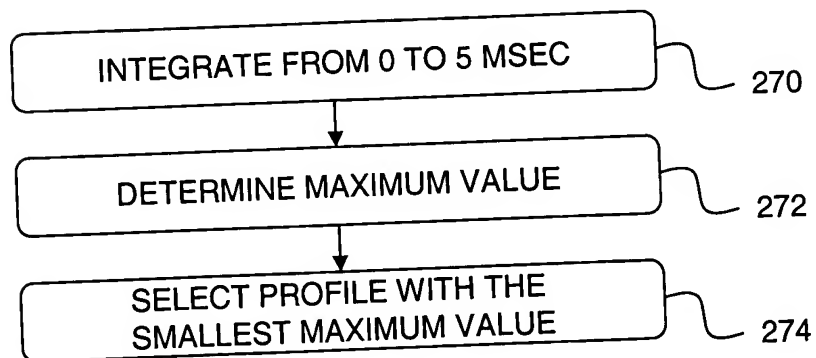 INTEGRATE FROM 0 TO 5 MSEC
270
DETERMINE MAXIMUM VALUE
272
SELECT PROFILE WITH THE
SMALLEST MAXIMUM VALUE
274